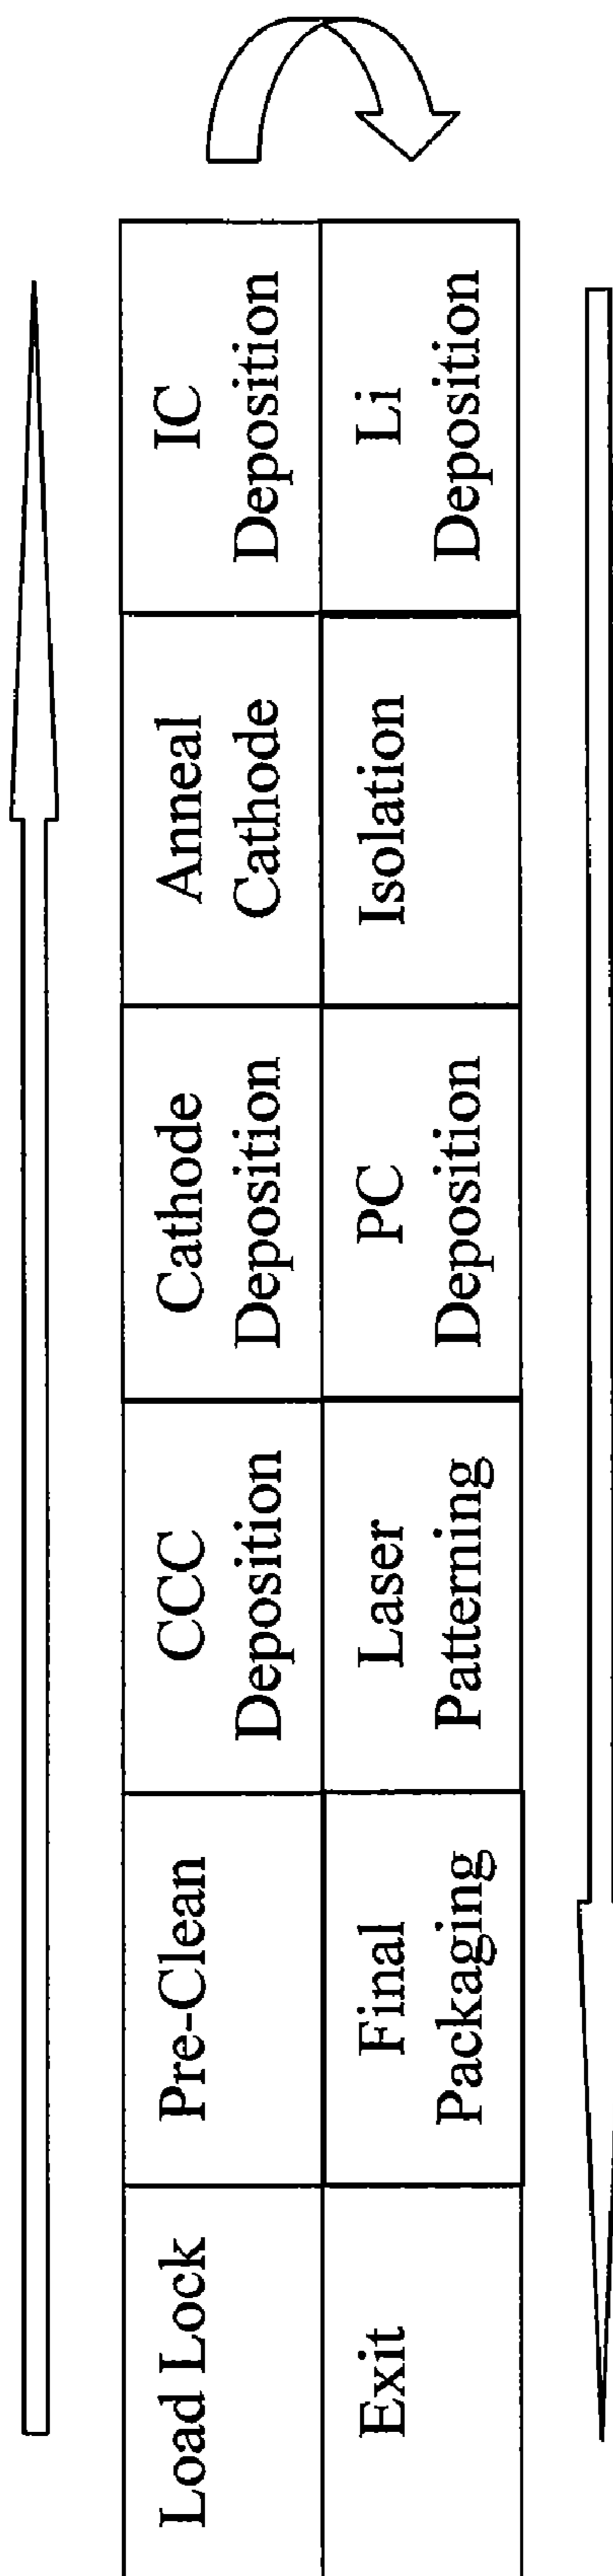 Load Lock
Pre-Clean
CCC
Deposition
Cathode
Deposition
Anneal
Cathode
IC
Deposition
Exit
Final
Packaging
Laser
Patterning
PC
Deposition
Isolation
Li
Deposition